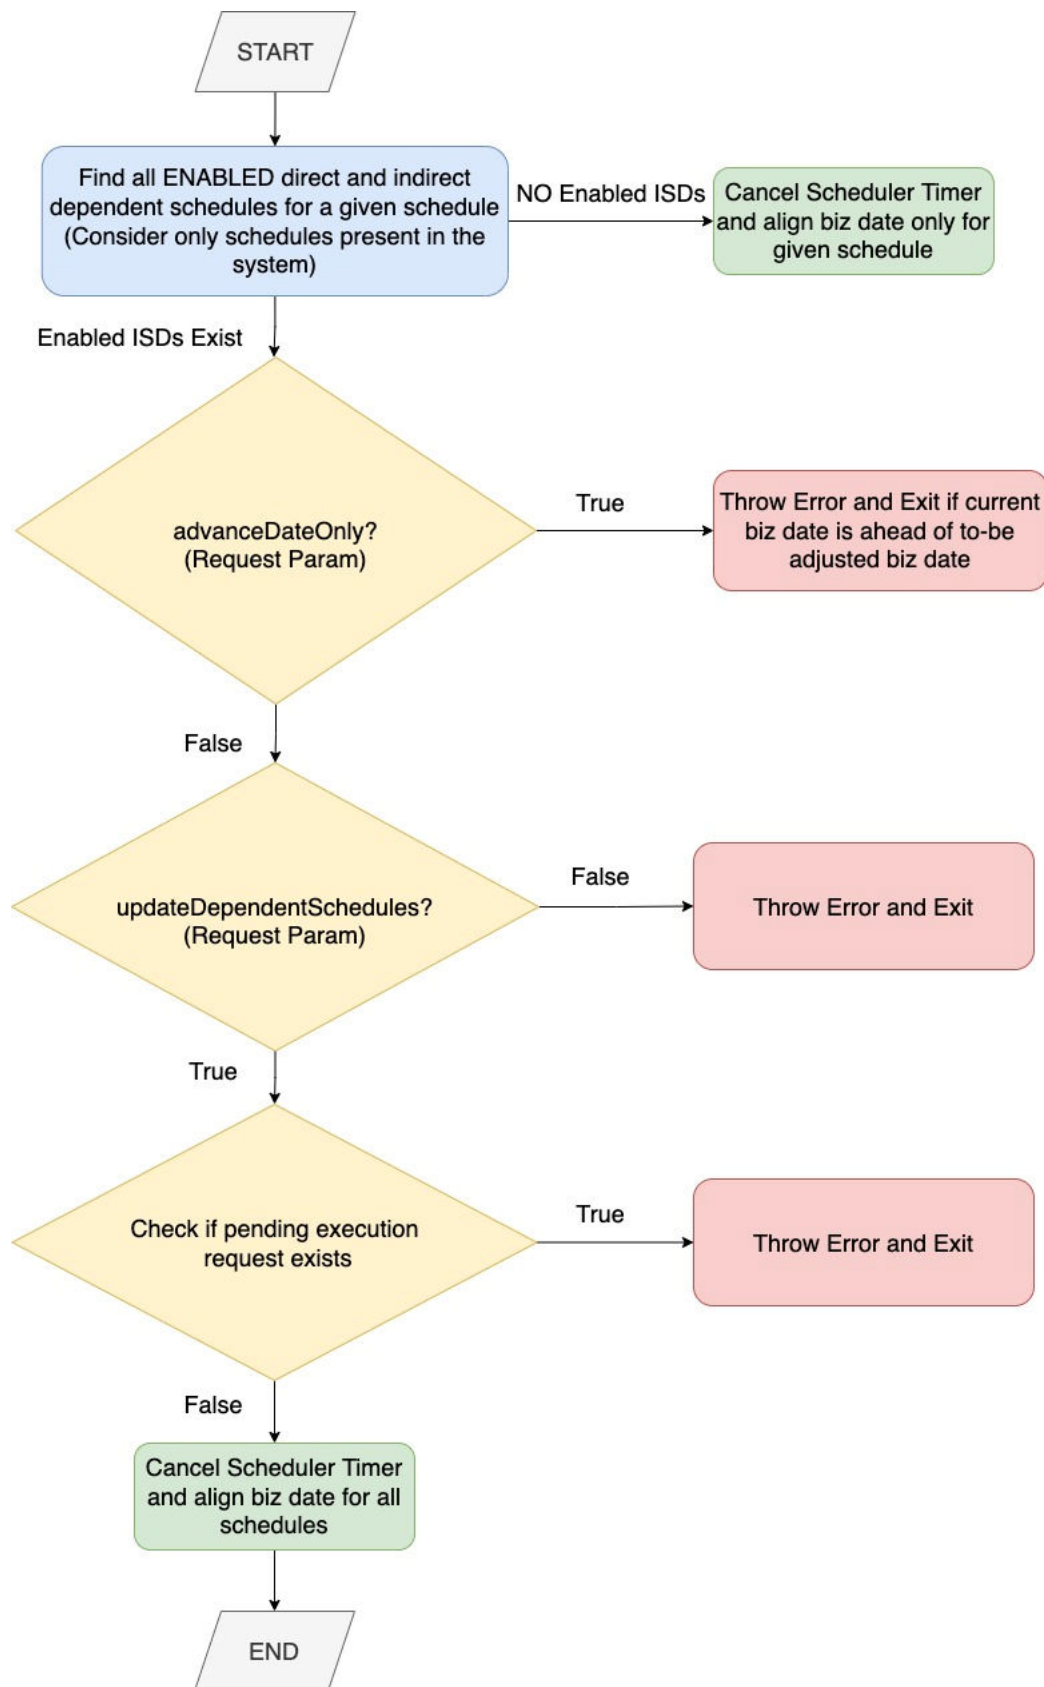 START
Find all ENABLED direct and indirect
dependent schedules for a given schedule
(Consider only schedules present in the
system)
NO Enabled ISDs
Cancel Scheduler Timer
and align biz date only for
given schedule
Enabled ISDs Exist
advanceDateOnly?
(Request Param)
True
Throw Error and Exit if current
biz date is ahead of to-be
adjusted biz date
False
updateDependentSchedules?
(Request Param)
False
Throw Error and Exit
True
Check if pending execution
request exists
True
Throw Error and Exit
False
Cancel Scheduler Timer
and align biz date for all
schedules
END